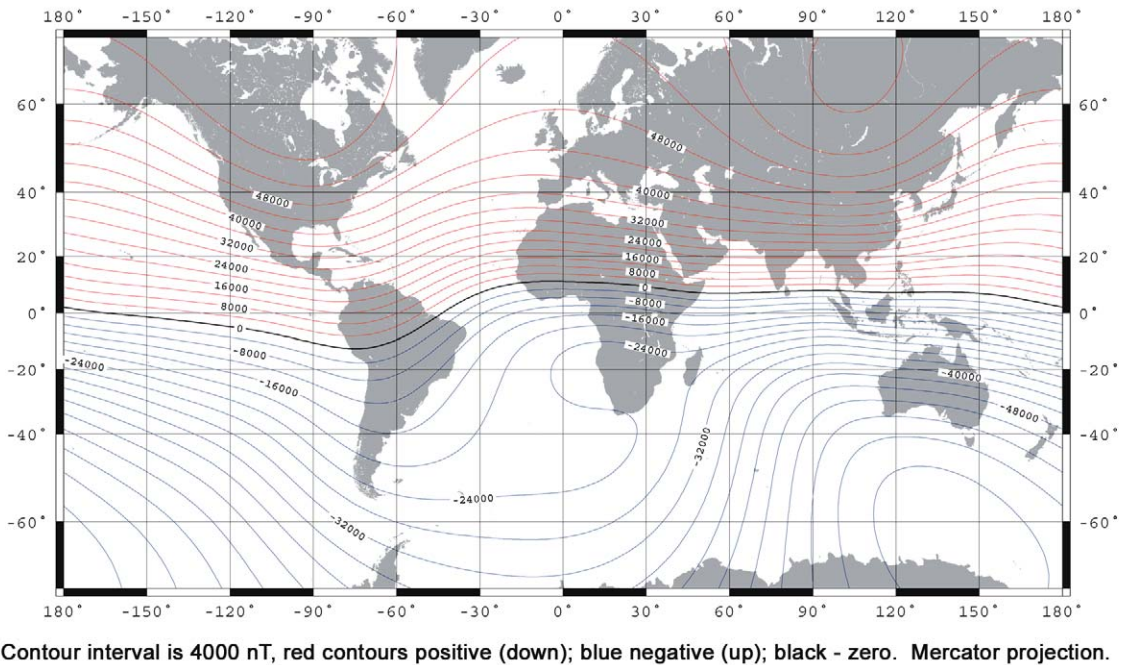 180° -150° -120° -90° -60° -30° 0° 30° 60° 90° 120° 150° 180°
60° 60°
48000
48000 40000 40° 40°
40000 32000
32000 24000
24000 16000 20° 20°
16000 8000
8000 0
0° 0 -8000 0°
-8000 -16000
-24000 -24000
-20° -16000 -40000 -20°
-48000
-40° -32000 -40°
-24000
-60° -32000 -60°
180° -150° -120° -90° -60° -30° 0° 30° 60° 90° 120° 150° 180°
Contour interval is 4000 nT, red contours positive (down); blue negative (up); black - zero. Mercator projection.